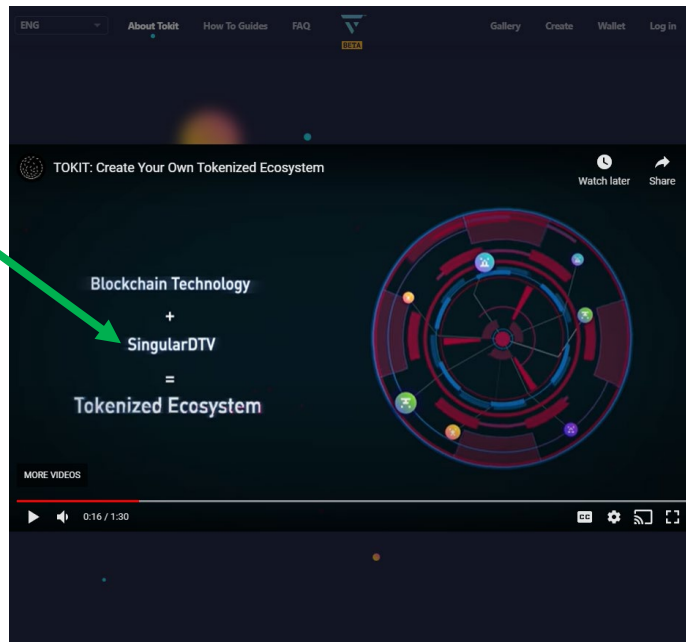 ENG About Tokit How To Guides FAQ Gallery Create Wallet Log in
BETA
TOKIT: Create Your Own Tokenized Ecosystem
Watch later Share
Blockchain Technology
+
SingularDTV
=
Tokenized Ecosystem
MORE VIDEOS
0:16 / 1:30
CC